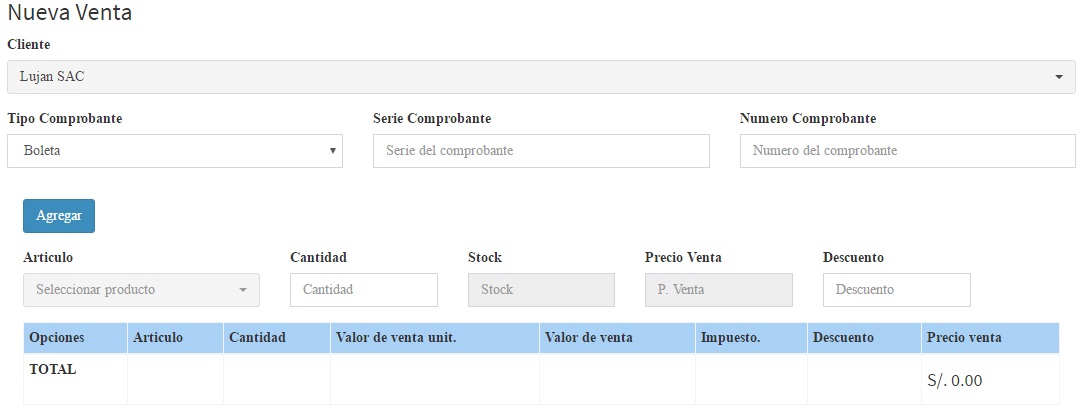 Nueva Venta
Cliente
Lujan SAC
Tipo Comprobante Serie Comprobante Numero Comprobante
Boleta Serie del comprobante Numero del comprobante
Agregar
Articulo Cantidad Stock Precio Venta Descuento
Seleccionar producto Cantidad Stock P. Venta Descuento
Opciones Articulo Cantidad Valor de venta unit. Valor de venta Impuesto. Descuento Precio venta
TOTAL S/. 0.00